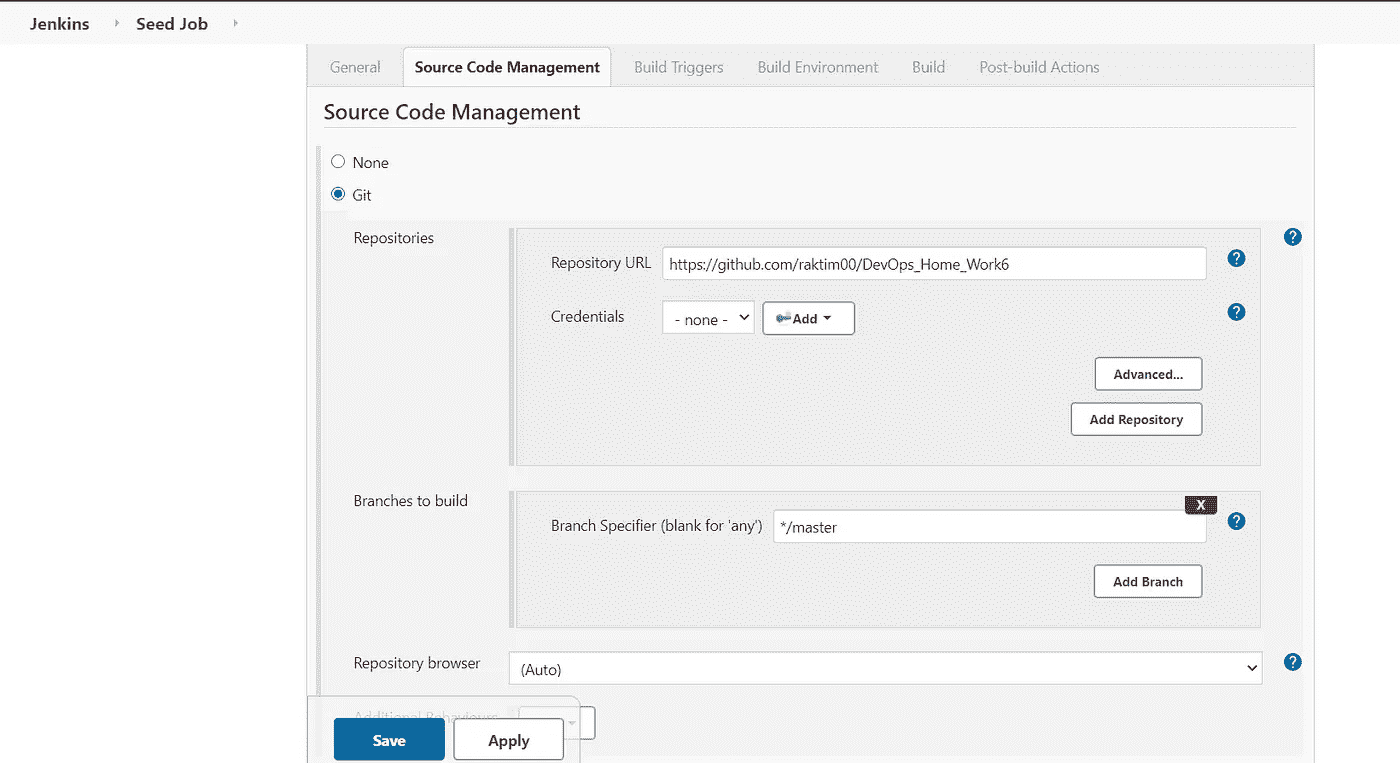 Jenkins Seed Job
General Source Code Management Build Triggers Build Environment Build Post-build Actions
Source Code Management
None
Git
Repositories
?
Repository URL https://github.com/raktim00/DevOps_Home_Work6 ?
Credentials - none - Add ?
Advanced...
Add Repository
Branches to build
X
Branch Specifier (blank for 'any') */master ?
Add Branch
Repository browser (Auto) ?
Additional Behaviours
Save Apply